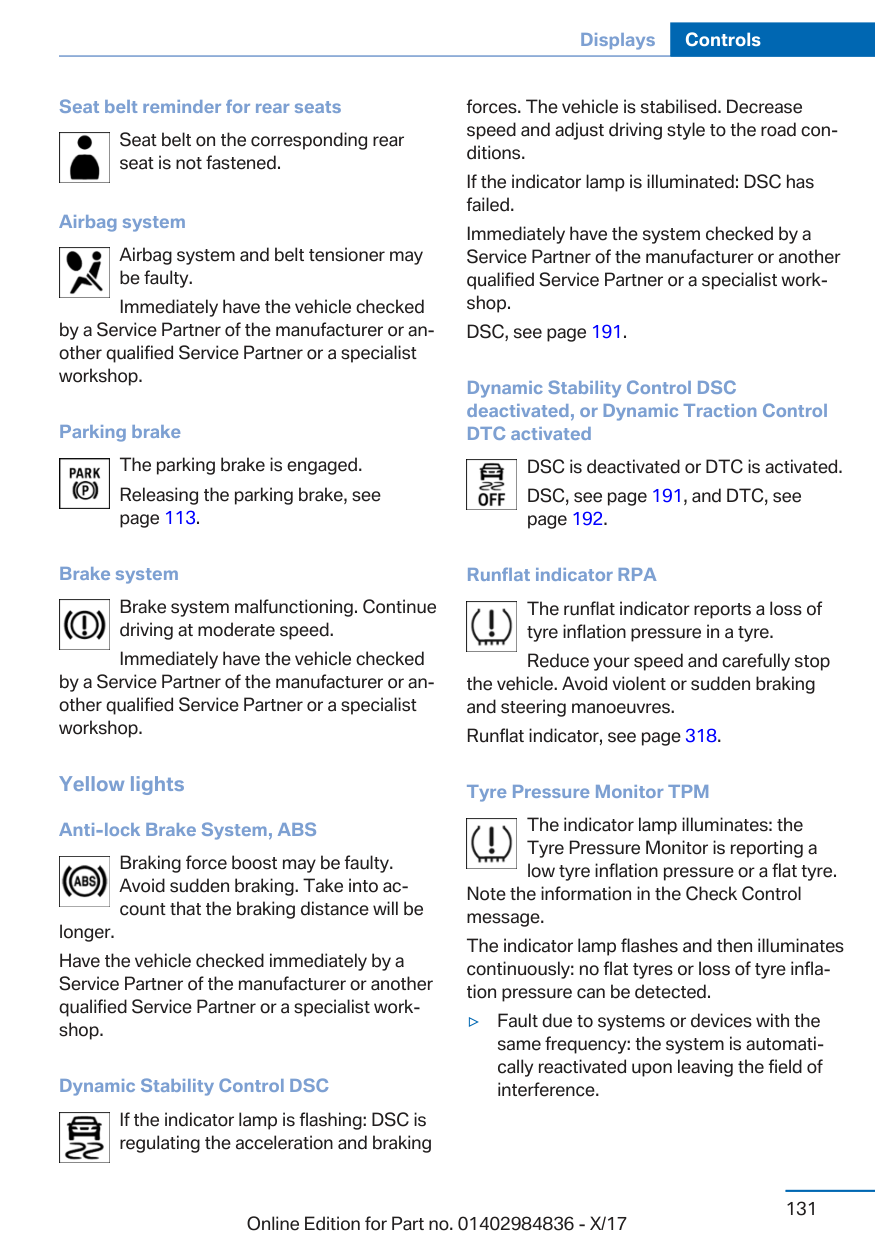 Displays Controls
Seat belt reminder for rear seats
Seat belt on the corresponding rear
seat is not fastened.
Airbag system
Airbag system and belt tensioner may
be faulty.
Immediately have the vehicle checked
by a Service Partner of the manufacturer or an-
other qualified Service Partner or a specialist
workshop.
Parking brake
PARK
(P)
The parking brake is engaged.
Releasing the parking brake, see
page 113.
Brake system
Brake system malfunctioning. Continue
driving at moderate speed.
Immediately have the vehicle checked
by a Service Partner of the manufacturer or an-
other qualified Service Partner or a specialist
workshop.
Yellow lights
Anti-lock Brake System, ABS
ABS
Braking force boost may be faulty.
Avoid sudden braking. Take into ac-
count that the braking distance will be
longer.
Have the vehicle checked immediately by a
Service Partner of the manufacturer or another
qualified Service Partner or a specialist work-
shop.
Dynamic Stability Control DSC
If the indicator lamp is flashing: DSC is
regulating the acceleration and braking
forces. The vehicle is stabilised. Decrease
speed and adjust driving style to the road con-
ditions.
If the indicator lamp is illuminated: DSC has
failed.
Immediately have the system checked by a
Service Partner of the manufacturer or another
qualified Service Partner or a specialist work-
shop.
DSC, see page 191.
Dynamic Stability Control DSC
deactivated, or Dynamic Traction Control
DTC activated
OFF
DSC is deactivated or DTC is activated.
DSC, see page 191, and DTC, see
page 192.
Runflat indicator RPA
The runflat indicator reports a loss of
tyre inflation pressure in a tyre.
Reduce your speed and carefully stop
the vehicle. Avoid violent or sudden braking
and steering manoeuvres.
Runflat indicator, see page 318.
Tyre Pressure Monitor TPM
The indicator lamp illuminates: the
Tyre Pressure Monitor is reporting a
low tyre inflation pressure or a flat tyre.
Note the information in the Check Control
message.
The indicator lamp flashes and then illuminates
continuously: no flat tyres or loss of tyre infla-
tion pressure can be detected.
▷ Fault due to systems or devices with the
same frequency: the system is automati-
cally reactivated upon leaving the field of
interference.
131
Online Edition for Part no. 01402984836 - X/17